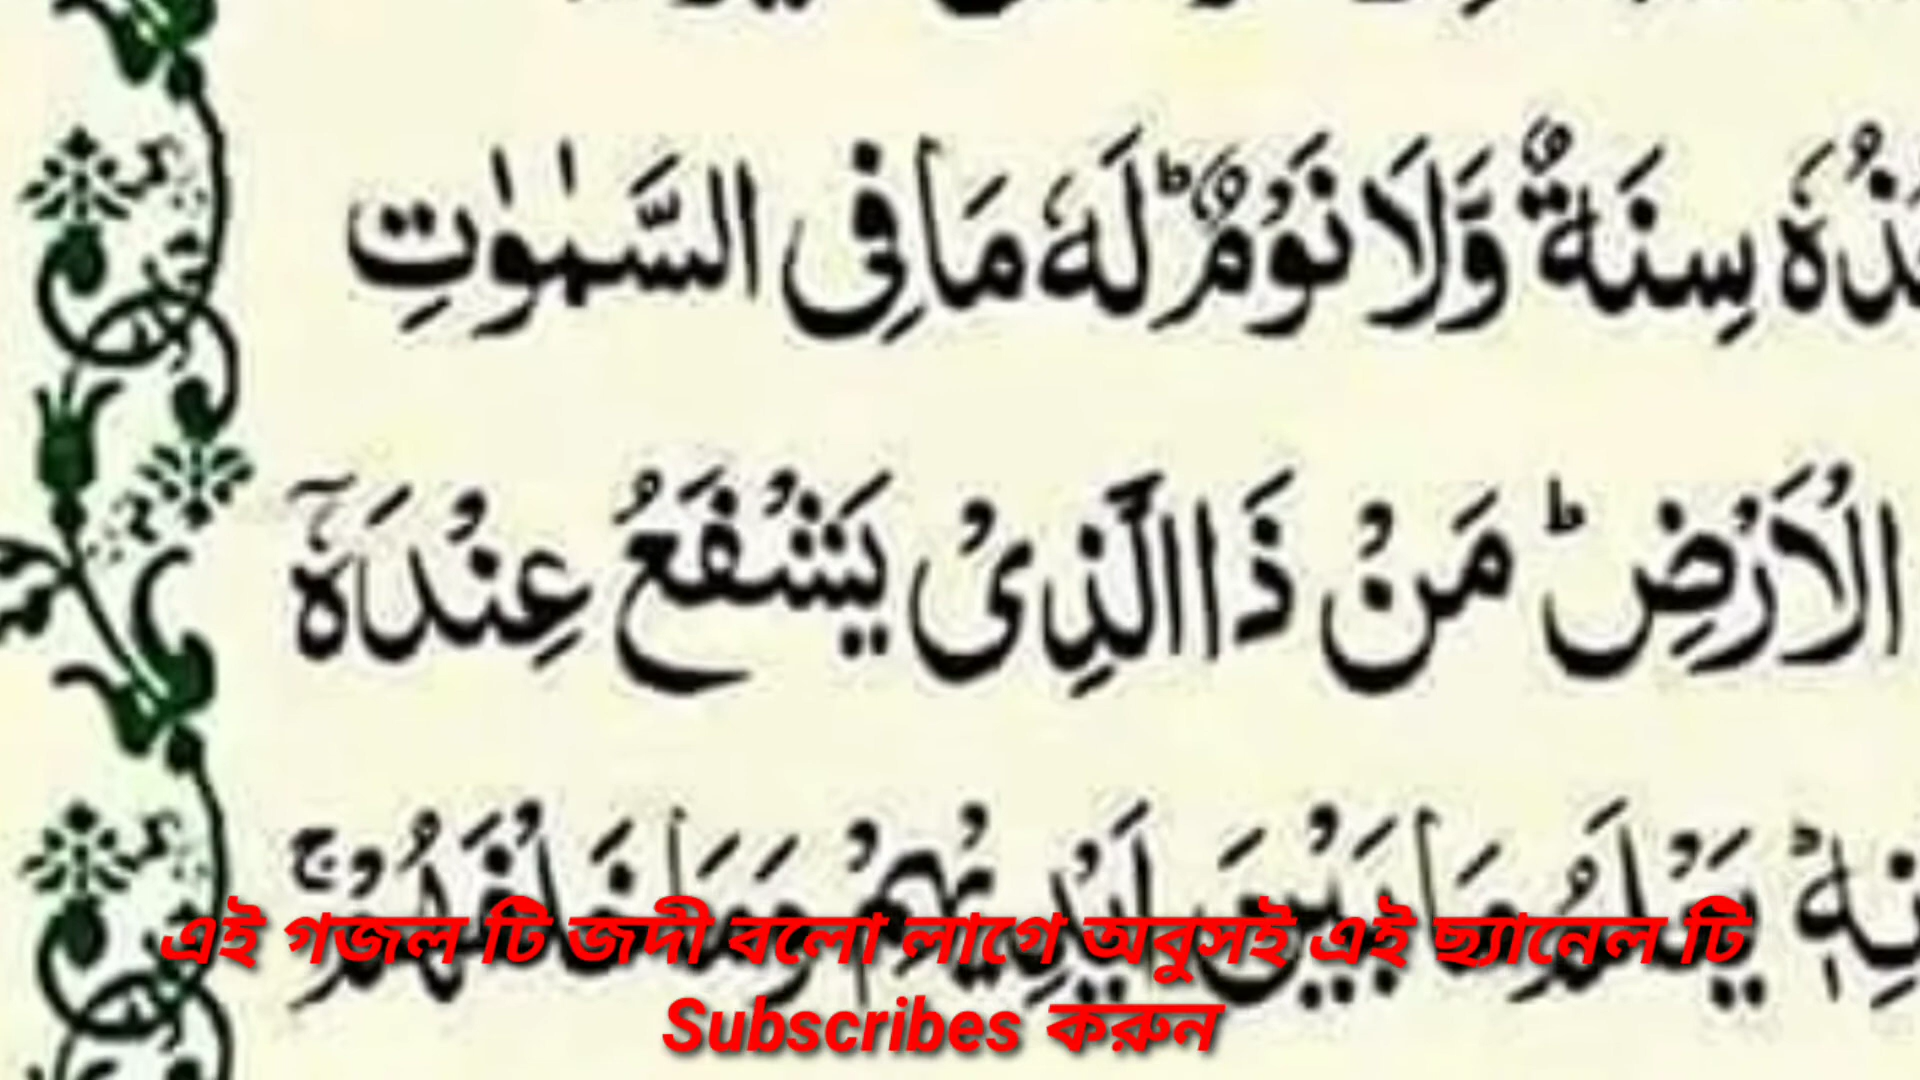 سِنَةٌ وَّلَا نَوْمٌ ؕ لَهٗ مَا فِی السَّمٰوٰتِ
الْاَرْضِ ؕ مَنْ ذَا الَّذِیْ یَشْفَعُ عِنْدَهٗۤ
یَعْلَمُ مَا بَیْنَ اَیْدِیْهِمْ وَمَا خَلْفَهُمْ ۚ
এই গজল টি জদী বলো লাগে অবুসই এই ছ্যানেল টি
Subscribes করুন